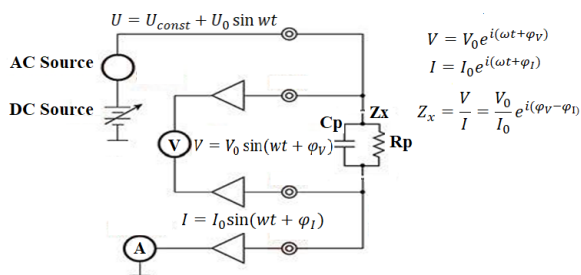 U = U_const + U_0 sin wt
AC Source
DC Source
V
V = V_0 sin(wt + φ_V)
Cp
Zx
Rp
I = I_0 sin(wt + φ_I)
A
V = V_0 e^{i(ωt+φ_V)}
I = I_0 e^{i(ωt+φ_I)}
Z_x = V/I = V_0/I_0 e^{i(φ_V−φ_I)}